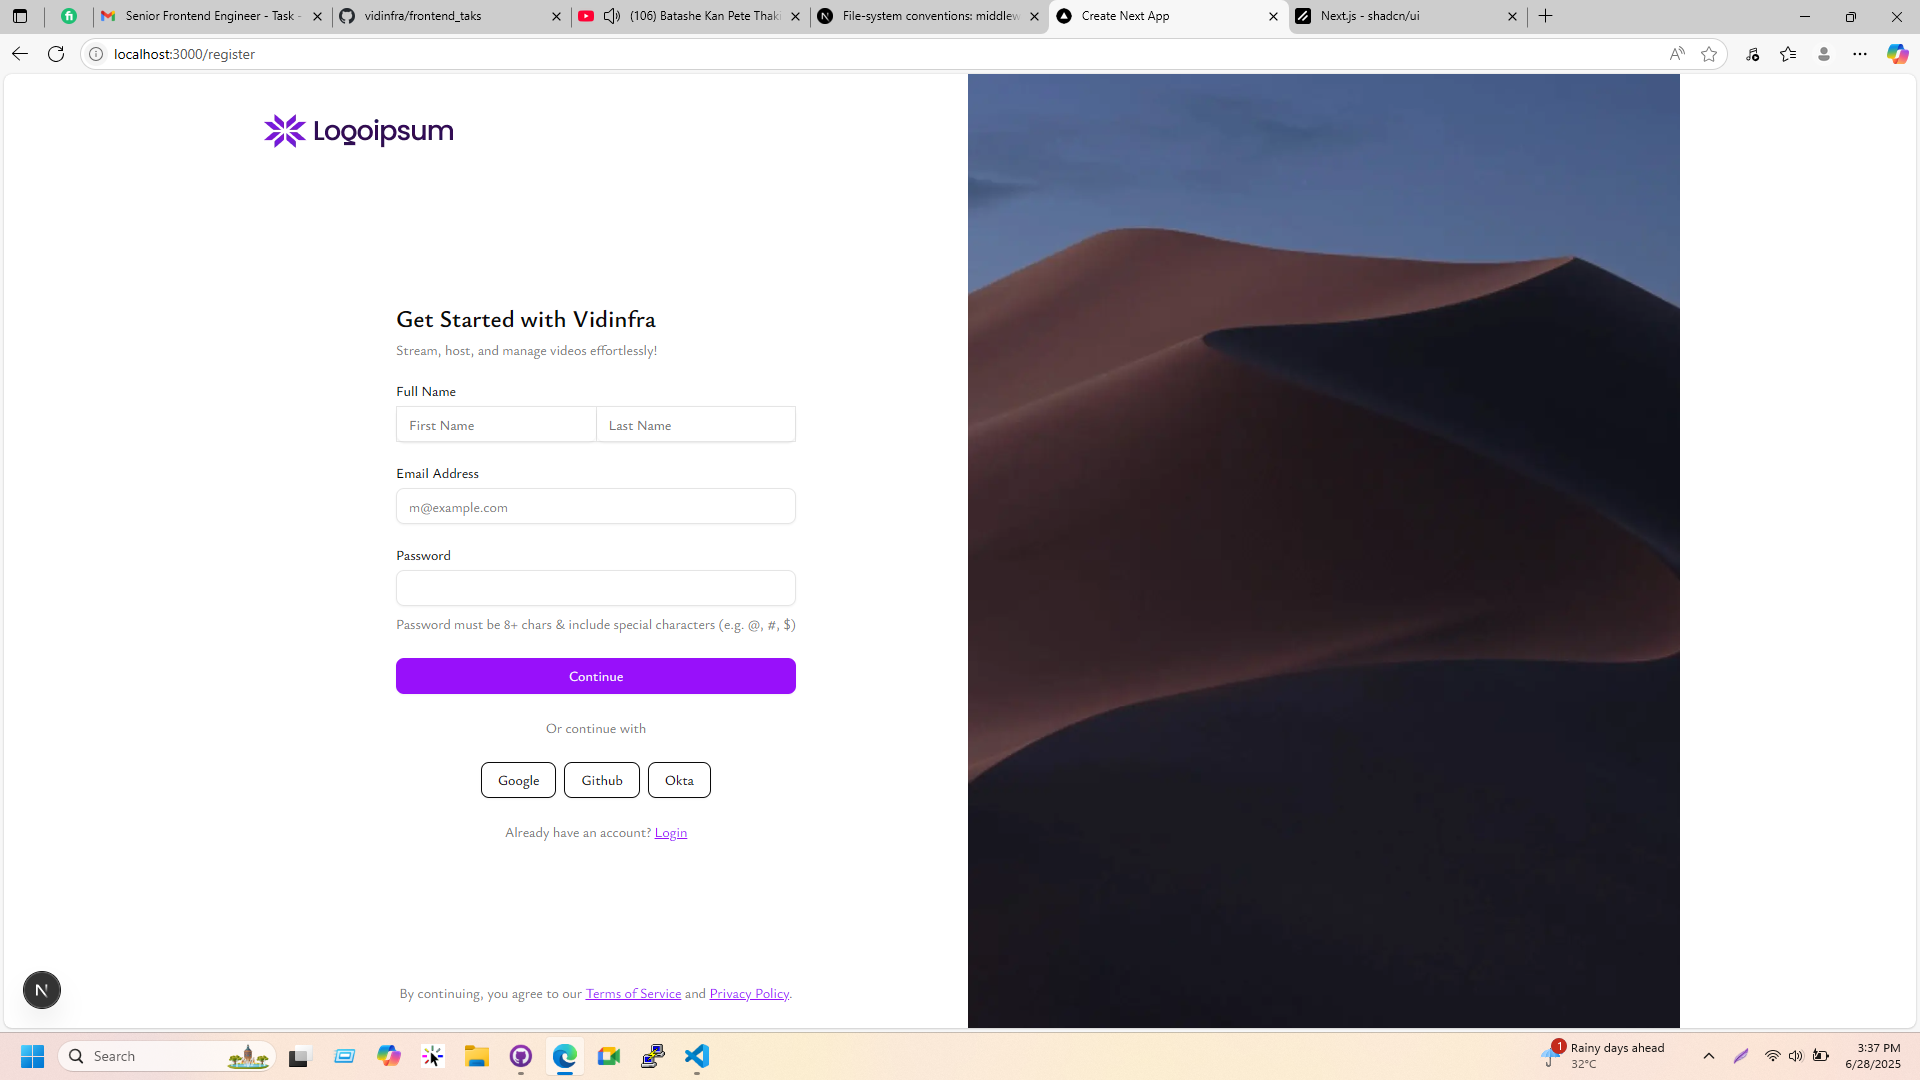 Senior Frontend Engineer - Task -
vidinfra/frontend_taks
(106) Batashe Kan Pete Thaki
File-system conventions: middlew
Create Next App
Next.js - shadcn/ui
localhost:3000/register
Logoipsum
Get Started with Vidinfra
Stream, host, and manage videos effortlessly!
Full Name
First Name
Last Name
Email Address
m@example.com
Password
Password must be 8+ chars & include special characters (e.g. @, #, $)
Continue
Or continue with
Google
Github
Okta
Already have an account? Login
By continuing, you agree to our Terms of Service and Privacy Policy.
N
Search
1
Rainy days ahead
32°C
3:37 PM
6/28/2025